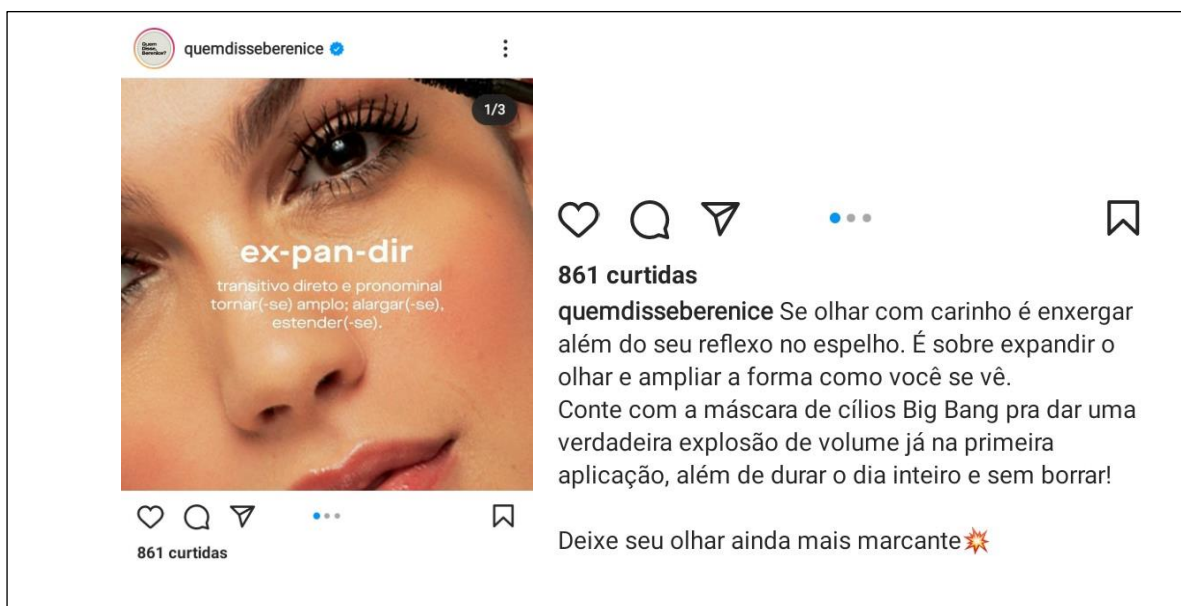 Quem
Disse,
Berenice?
quemdisseberenice
1/3
ex-pan-dir
transitivo direto e pronominal
tornar(-se) amplo; alargar(-se),
estender(-se).
861 curtidas
861 curtidas
quemdisseberenice Se olhar com carinho é enxergar
além do seu reflexo no espelho. É sobre expandir o
olhar e ampliar a forma como você se vê.
Conte com a máscara de cílios Big Bang pra dar uma
verdadeira explosão de volume já na primeira
aplicação, além de durar o dia inteiro e sem borrar!
Deixe seu olhar ainda mais marcante💥